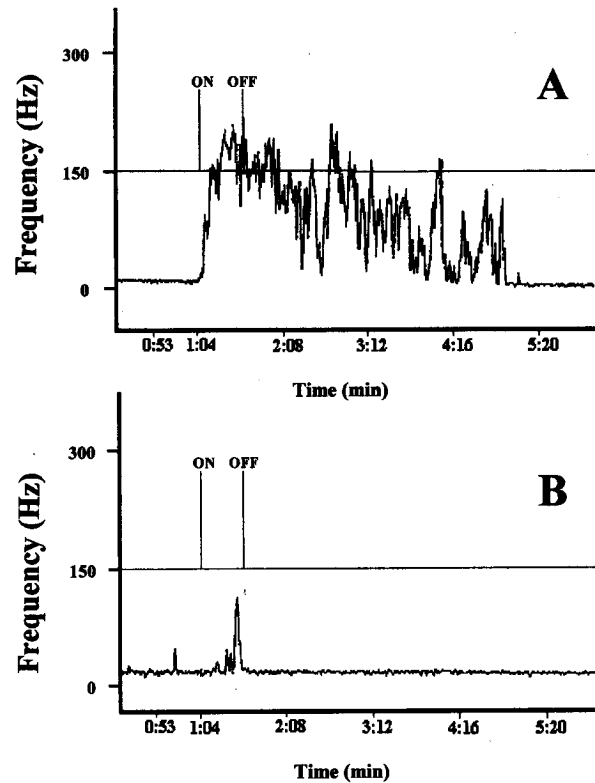 300
ON OFF
A
Frequency (Hz)
150
0
0:53 1:04 2:08 3:12 4:16 5:20
Time (min)
300
ON OFF
B
Frequency (Hz)
150
0
0:53 1:04 2:08 3:12 4:16 5:20
Time (min)